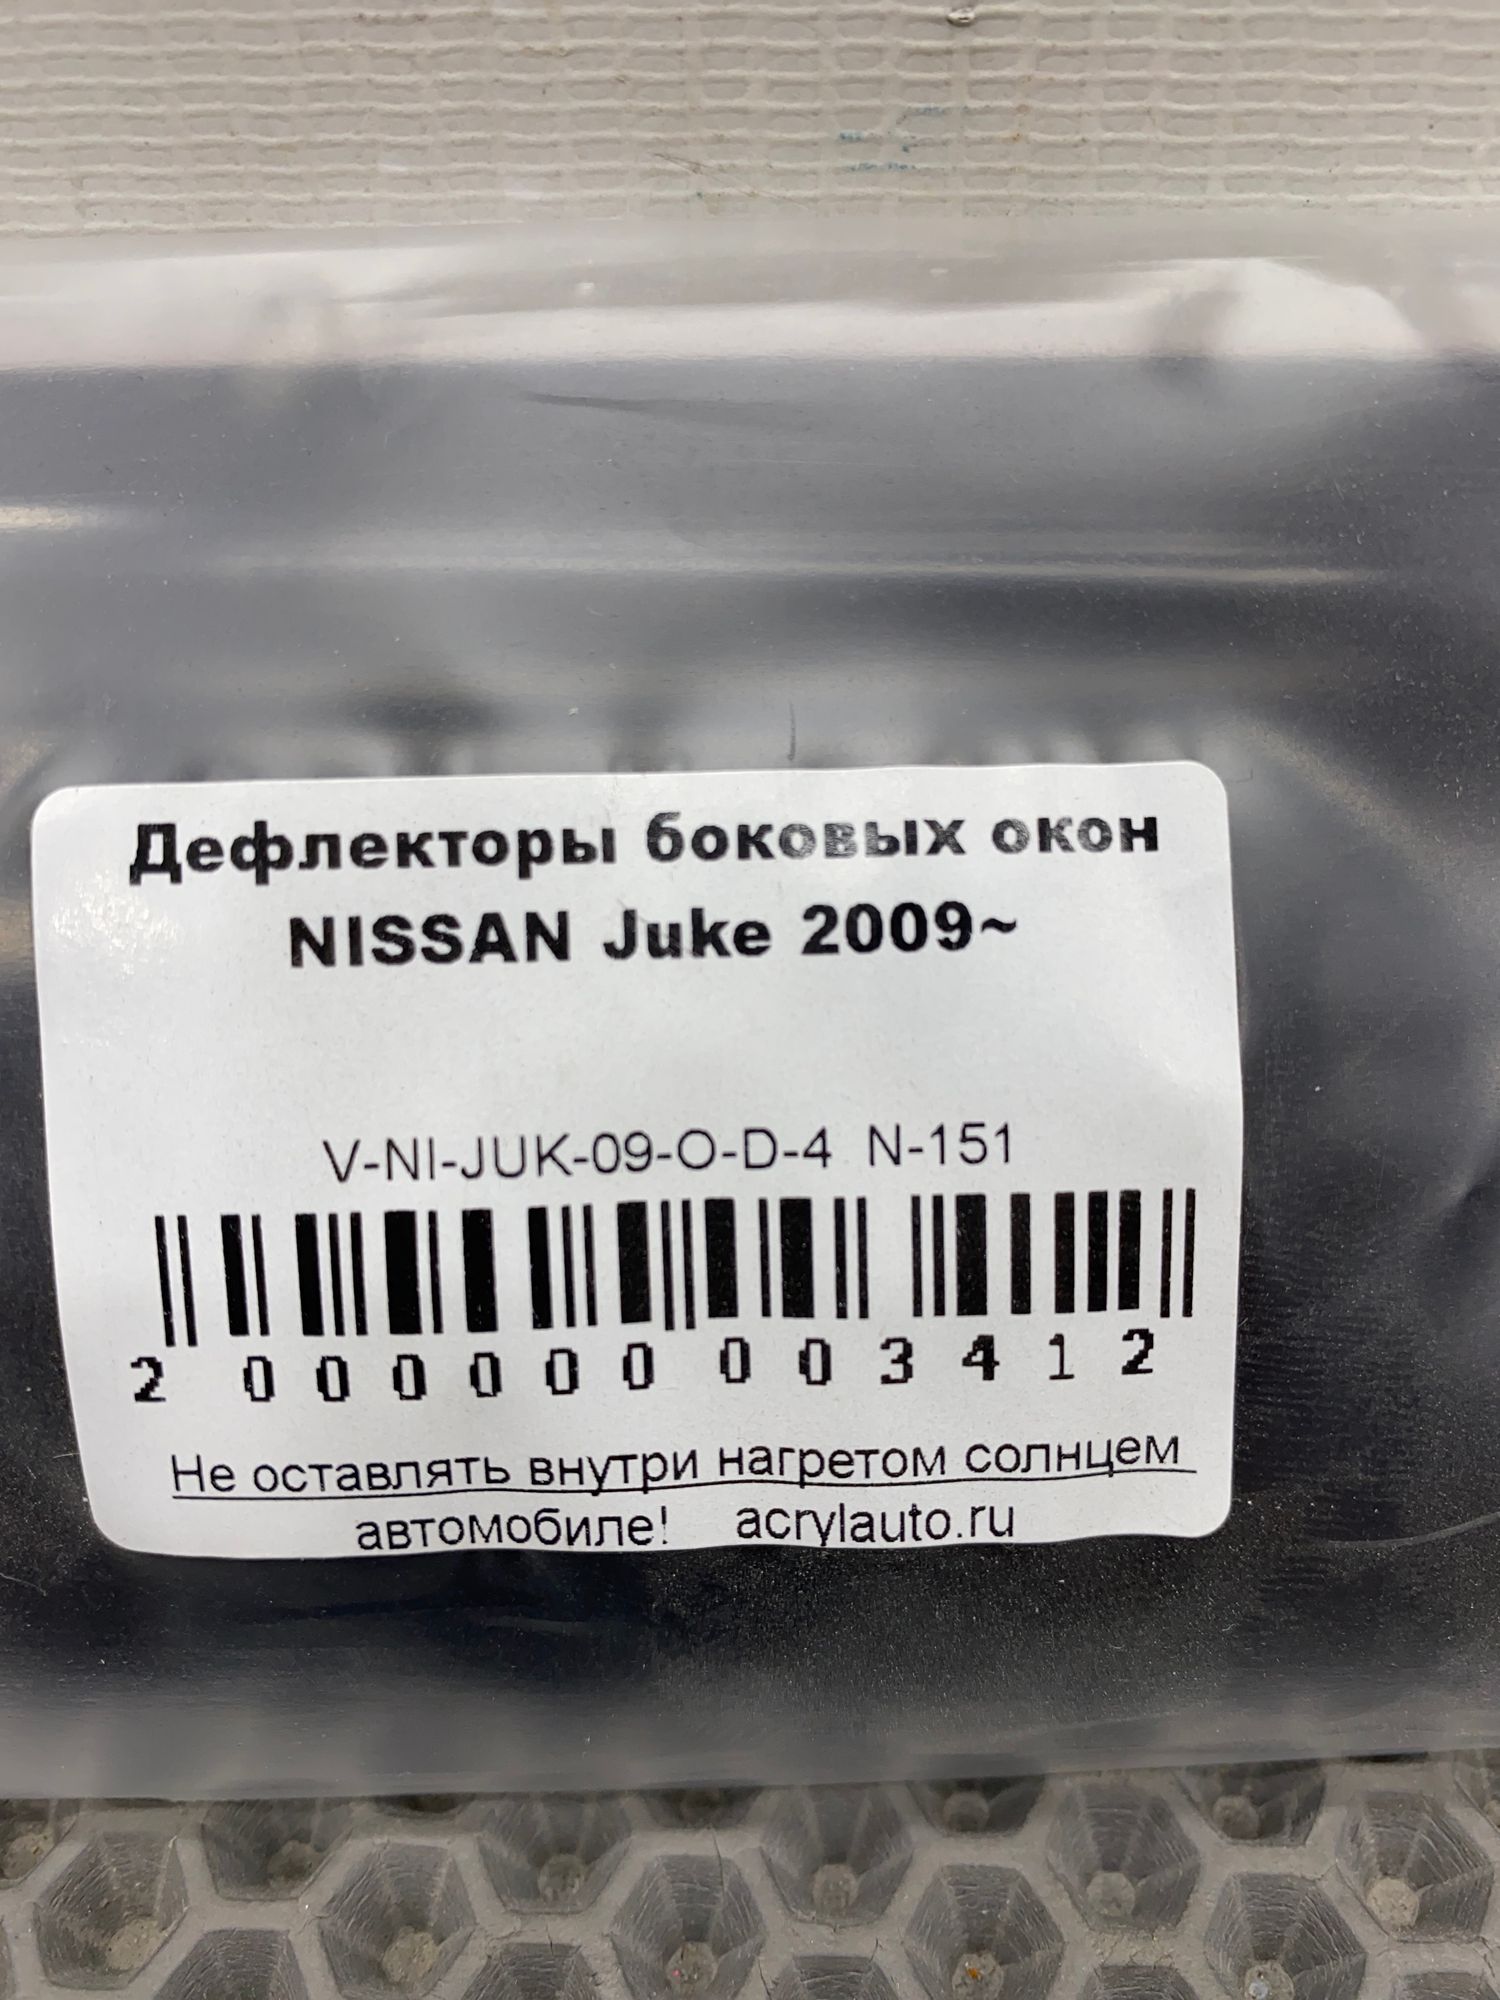 Дефлекторы боковых окон
NISSAN Juke 2009~
V-NI-JUK-09-O-D-4 N-151
2 000000 003412
Не оставлять внутри нагретом солнцем
автомобиле! acrylauto.ru